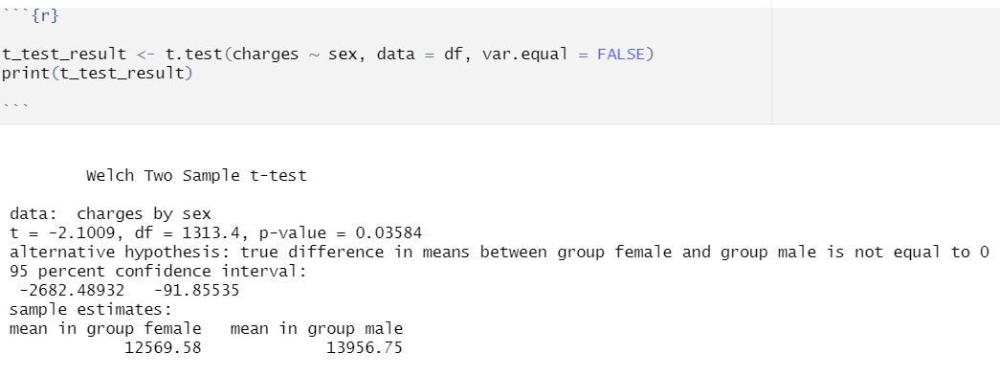 ```{r}
t_test_result <- t.test(charges ~ sex, data = df, var.equal = FALSE)
print(t_test_result)
```
Welch Two Sample t-test
data:  charges by sex
t = -2.1009, df = 1313.4, p-value = 0.03584
alternative hypothesis: true difference in means between group female and group male is not equal to 0
95 percent confidence interval:
-2682.48932   -91.85535
sample estimates:
mean in group female   mean in group male
12569.58             13956.75